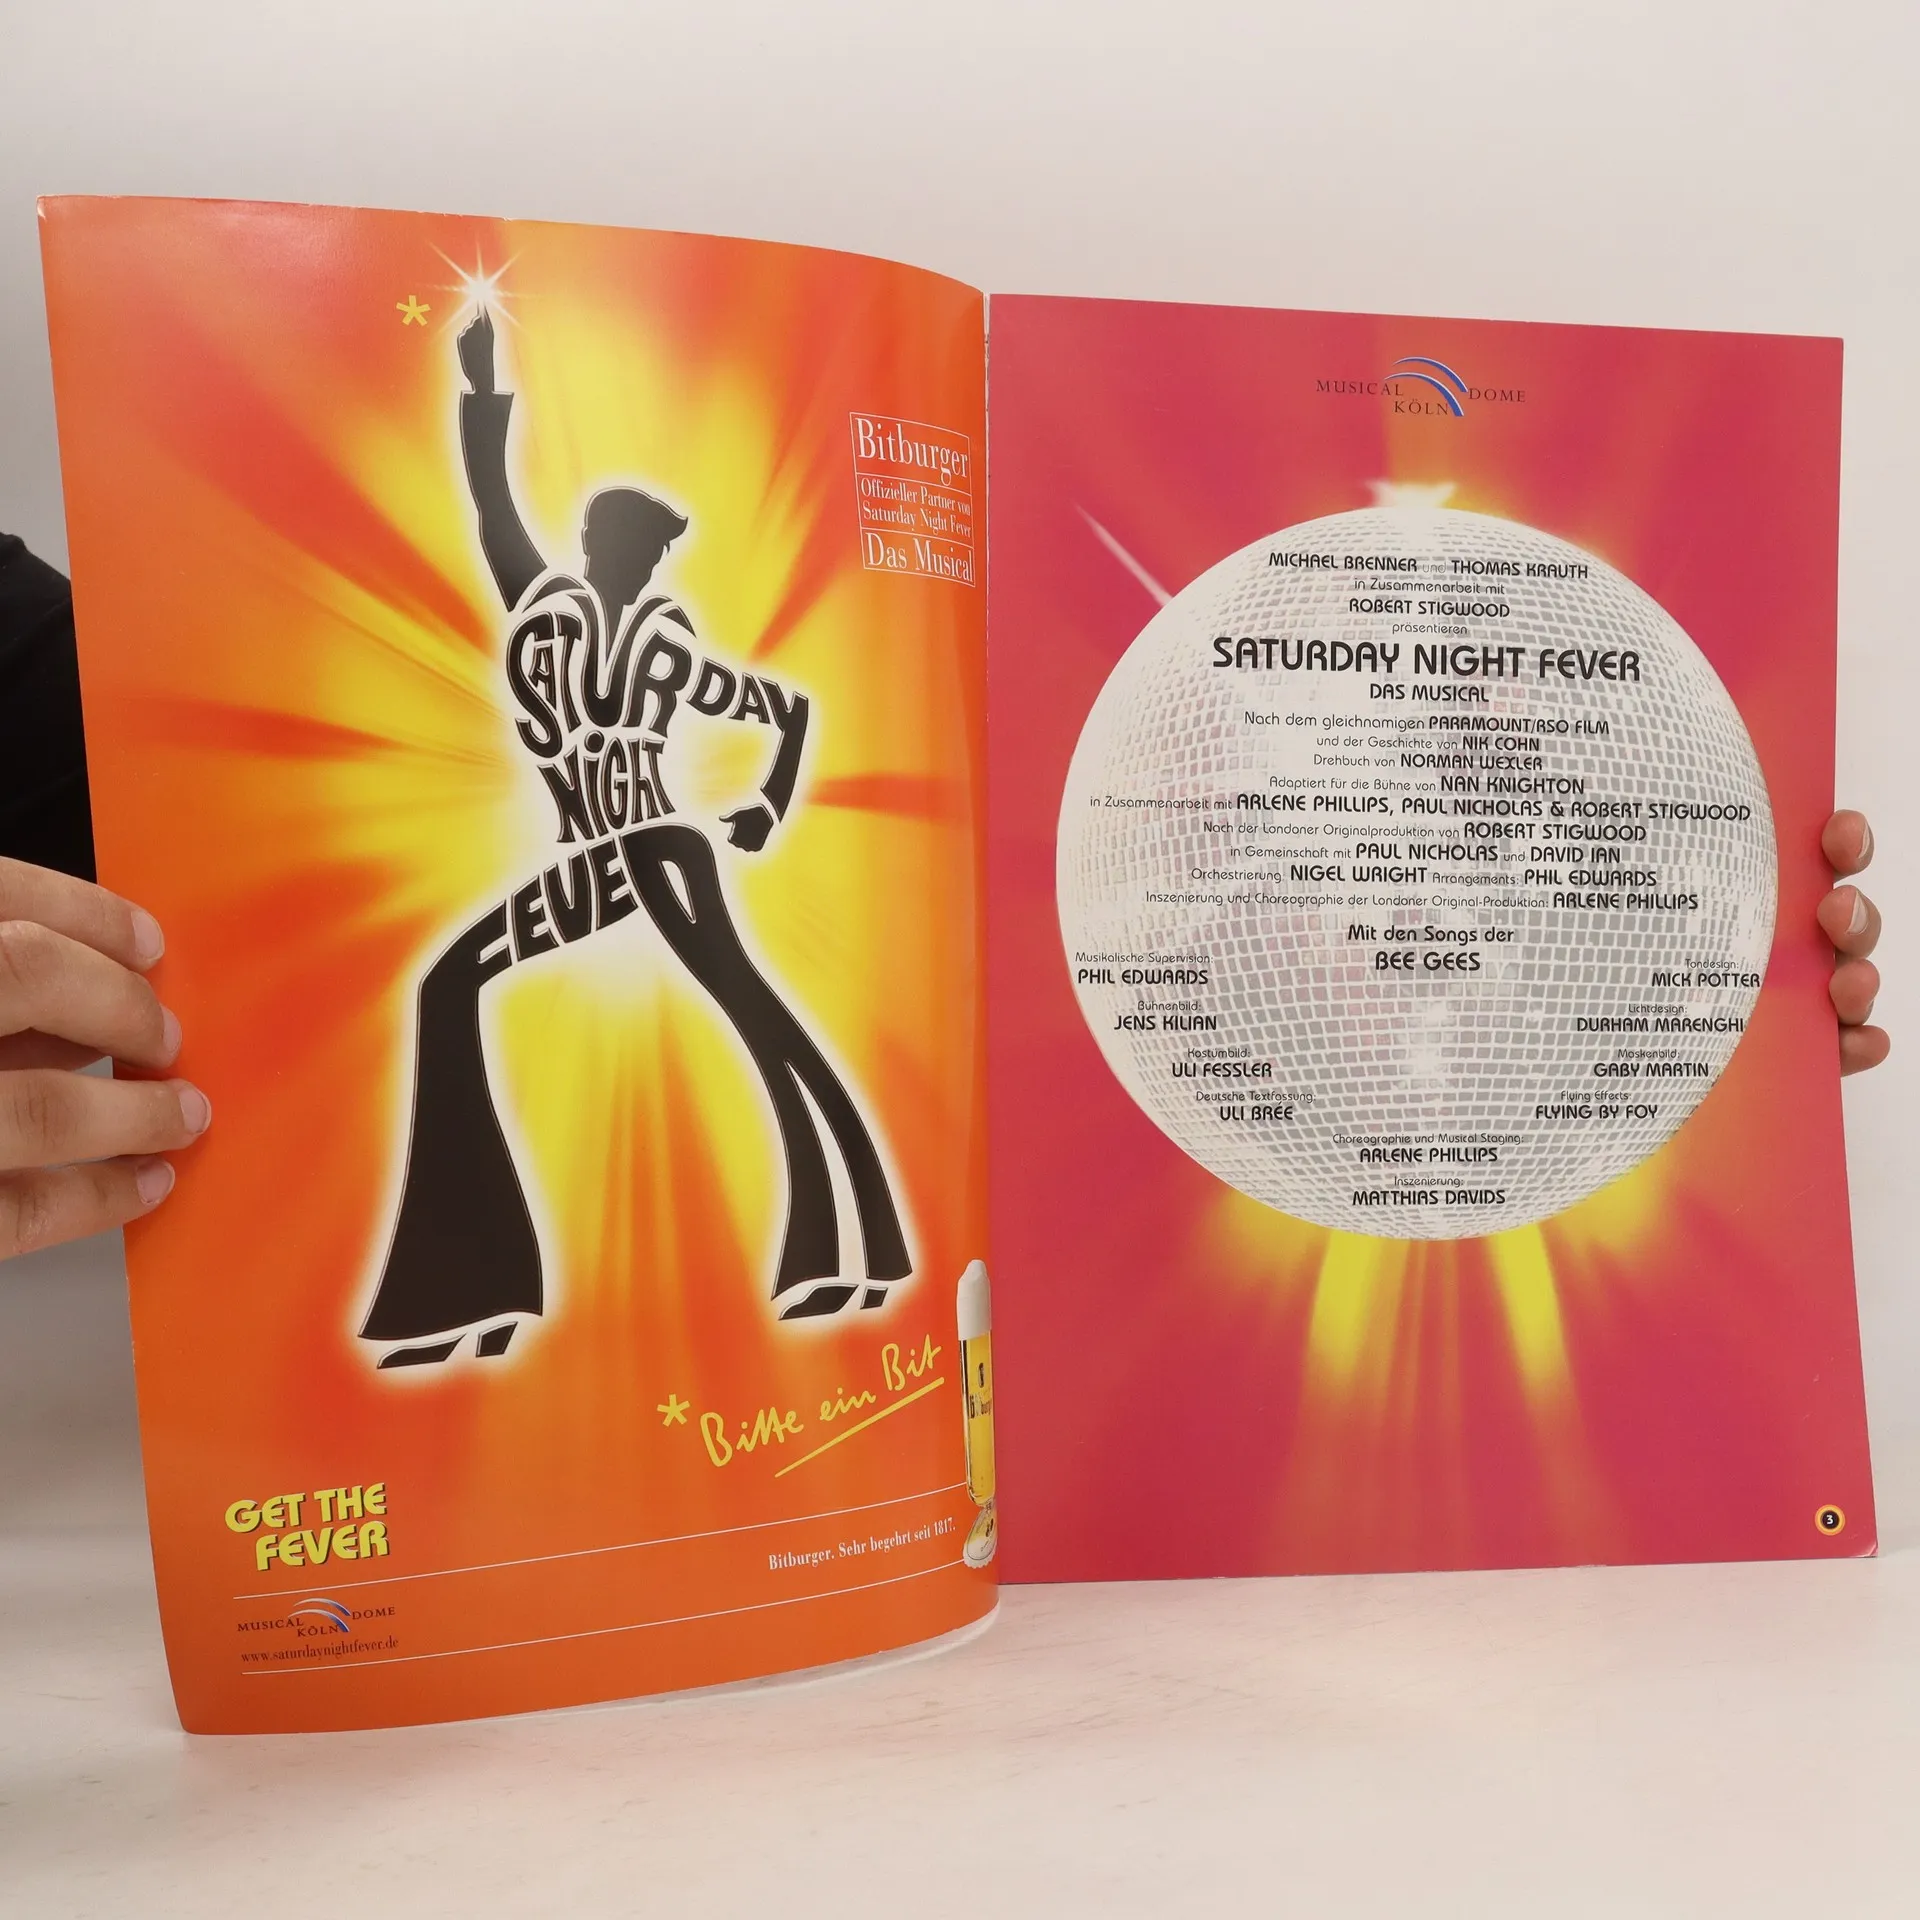 *
Bitburger
Offizieller Partner von
Saturday Night Fever
Das Musical
SATURDAY
NiGHT
FEVER
*Bitte ein Bit
GET THE
FEVER
Bitburger. Sehr begehrt seit 1817.
MUSICAL DOME
KÖLN
www.saturdaynightfever.de
MUSICAL DOME
KÖLN
MICHAEL BRENNER und THOMAS KRAUTH
in Zusammenarbeit mit
ROBERT STIGWOOD
präsentieren
SATURDAY NIGHT FEVER
DAS MUSICAL
Nach dem gleichnamigen PARAMOUNT/RSO FILM
und der Geschichte von NIK COHN
Drehbuch von NORMAN WEXLER
Adaptiert für die Bühne von NAN KNIGHTON
in Zusammenarbeit mit ARLENE PHILLIPS, PAUL NICHOLAS & ROBERT STIGWOOD
Nach der Londoner Originalproduktion von ROBERT STIGWOOD
in Gemeinschaft mit PAUL NICHOLAS und DAVID IAN
Orchestrierung: NIGEL WRIGHT Arrangements: PHIL EDWARDS
Inszenierung und Choreographie der Londoner Original-Produktion: ARLENE PHILLIPS
Mit den Songs der
BEE GEES
Musikalische Supervision:
PHIL EDWARDS
Tondesign:
MICK POTTER
Bühnenbild:
JENS KILIAN
Lichtdesign:
DURHAM MARENGHI
Kostümbild:
ULI FESSLER
Maskenbild:
GABY MARTIN
Deutsche Textfassung:
ULI BRÉE
Flying Effects:
FLYING BY FOY
Choreographie und Musical Staging:
ARLENE PHILLIPS
Inszenierung:
MATTHIAS DAVIDS
3